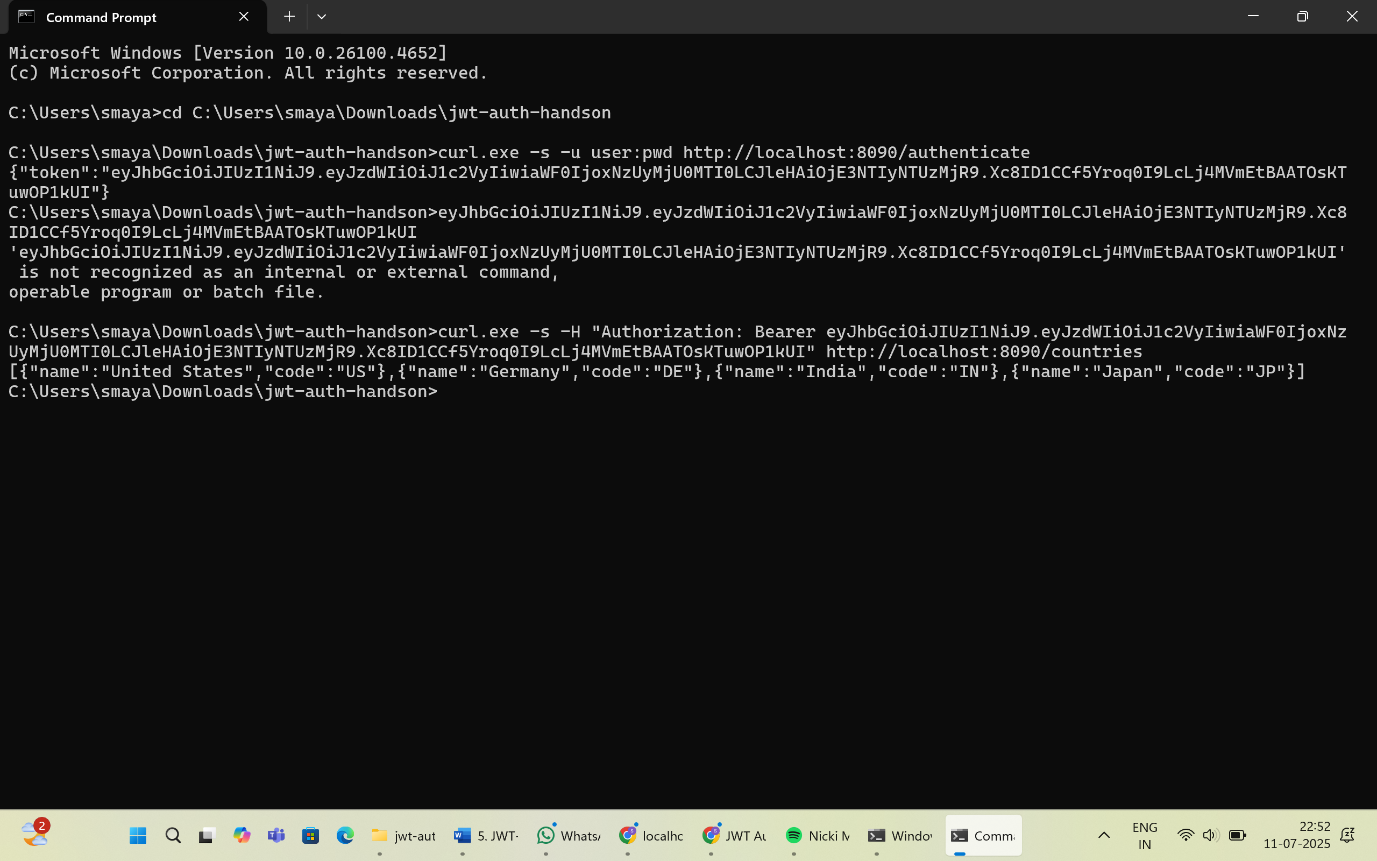 Command Prompt
Microsoft Windows [Version 10.0.26100.4652]
(c) Microsoft Corporation. All rights reserved.
C:\Users\smaya>cd C:\Users\smaya\Downloads\jwt-auth-handson
C:\Users\smaya\Downloads\jwt-auth-handson>curl.exe -s -u user:pwd http://localhost:8090/authenticate
{"token":"eyJhbGciOiJIUzI1NiJ9.eyJzdWIiOiJ1c2VyIiwiaWF0IjoxNzUyMjU0MTI0LCJleHAiOjE3NTIyNTUzMjR9.Xc8ID1CCf5Yroq0I9LcLj4MVmEtBAATOsKT
uwOP1kUI"}
C:\Users\smaya\Downloads\jwt-auth-handson>eyJhbGciOiJIUzI1NiJ9.eyJzdWIiOiJ1c2VyIiwiaWF0IjoxNzUyMjU0MTI0LCJleHAiOjE3NTIyNTUzMjR9.Xc8
ID1CCf5Yroq0I9LcLj4MVmEtBAATOsKTuwOP1kUI
'eyJhbGciOiJIUzI1NiJ9.eyJzdWIiOiJ1c2VyIiwiaWF0IjoxNzUyMjU0MTI0LCJleHAiOjE3NTIyNTUzMjR9.Xc8ID1CCf5Yroq0I9LcLj4MVmEtBAATOsKTuwOP1kUI'
is not recognized as an internal or external command,
operable program or batch file.
C:\Users\smaya\Downloads\jwt-auth-handson>curl.exe -s -H "Authorization: Bearer eyJhbGciOiJIUzI1NiJ9.eyJzdWIiOiJ1c2VyIiwiaWF0IjoxNz
UyMjU0MTI0LCJleHAiOjE3NTIyNTUzMjR9.Xc8ID1CCf5Yroq0I9LcLj4MVmEtBAATOsKTuwOP1kUI" http://localhost:8090/countries
[{"name":"United States","code":"US"},{"name":"Germany","code":"DE"},{"name":"India","code":"IN"},{"name":"Japan","code":"JP"}]
C:\Users\smaya\Downloads\jwt-auth-handson>
2
jwt-aut
5. JWT-
Whats
localhc
JWT Au
Nicki M
Windo
Comm
ENG
IN
22:52
11-07-2025